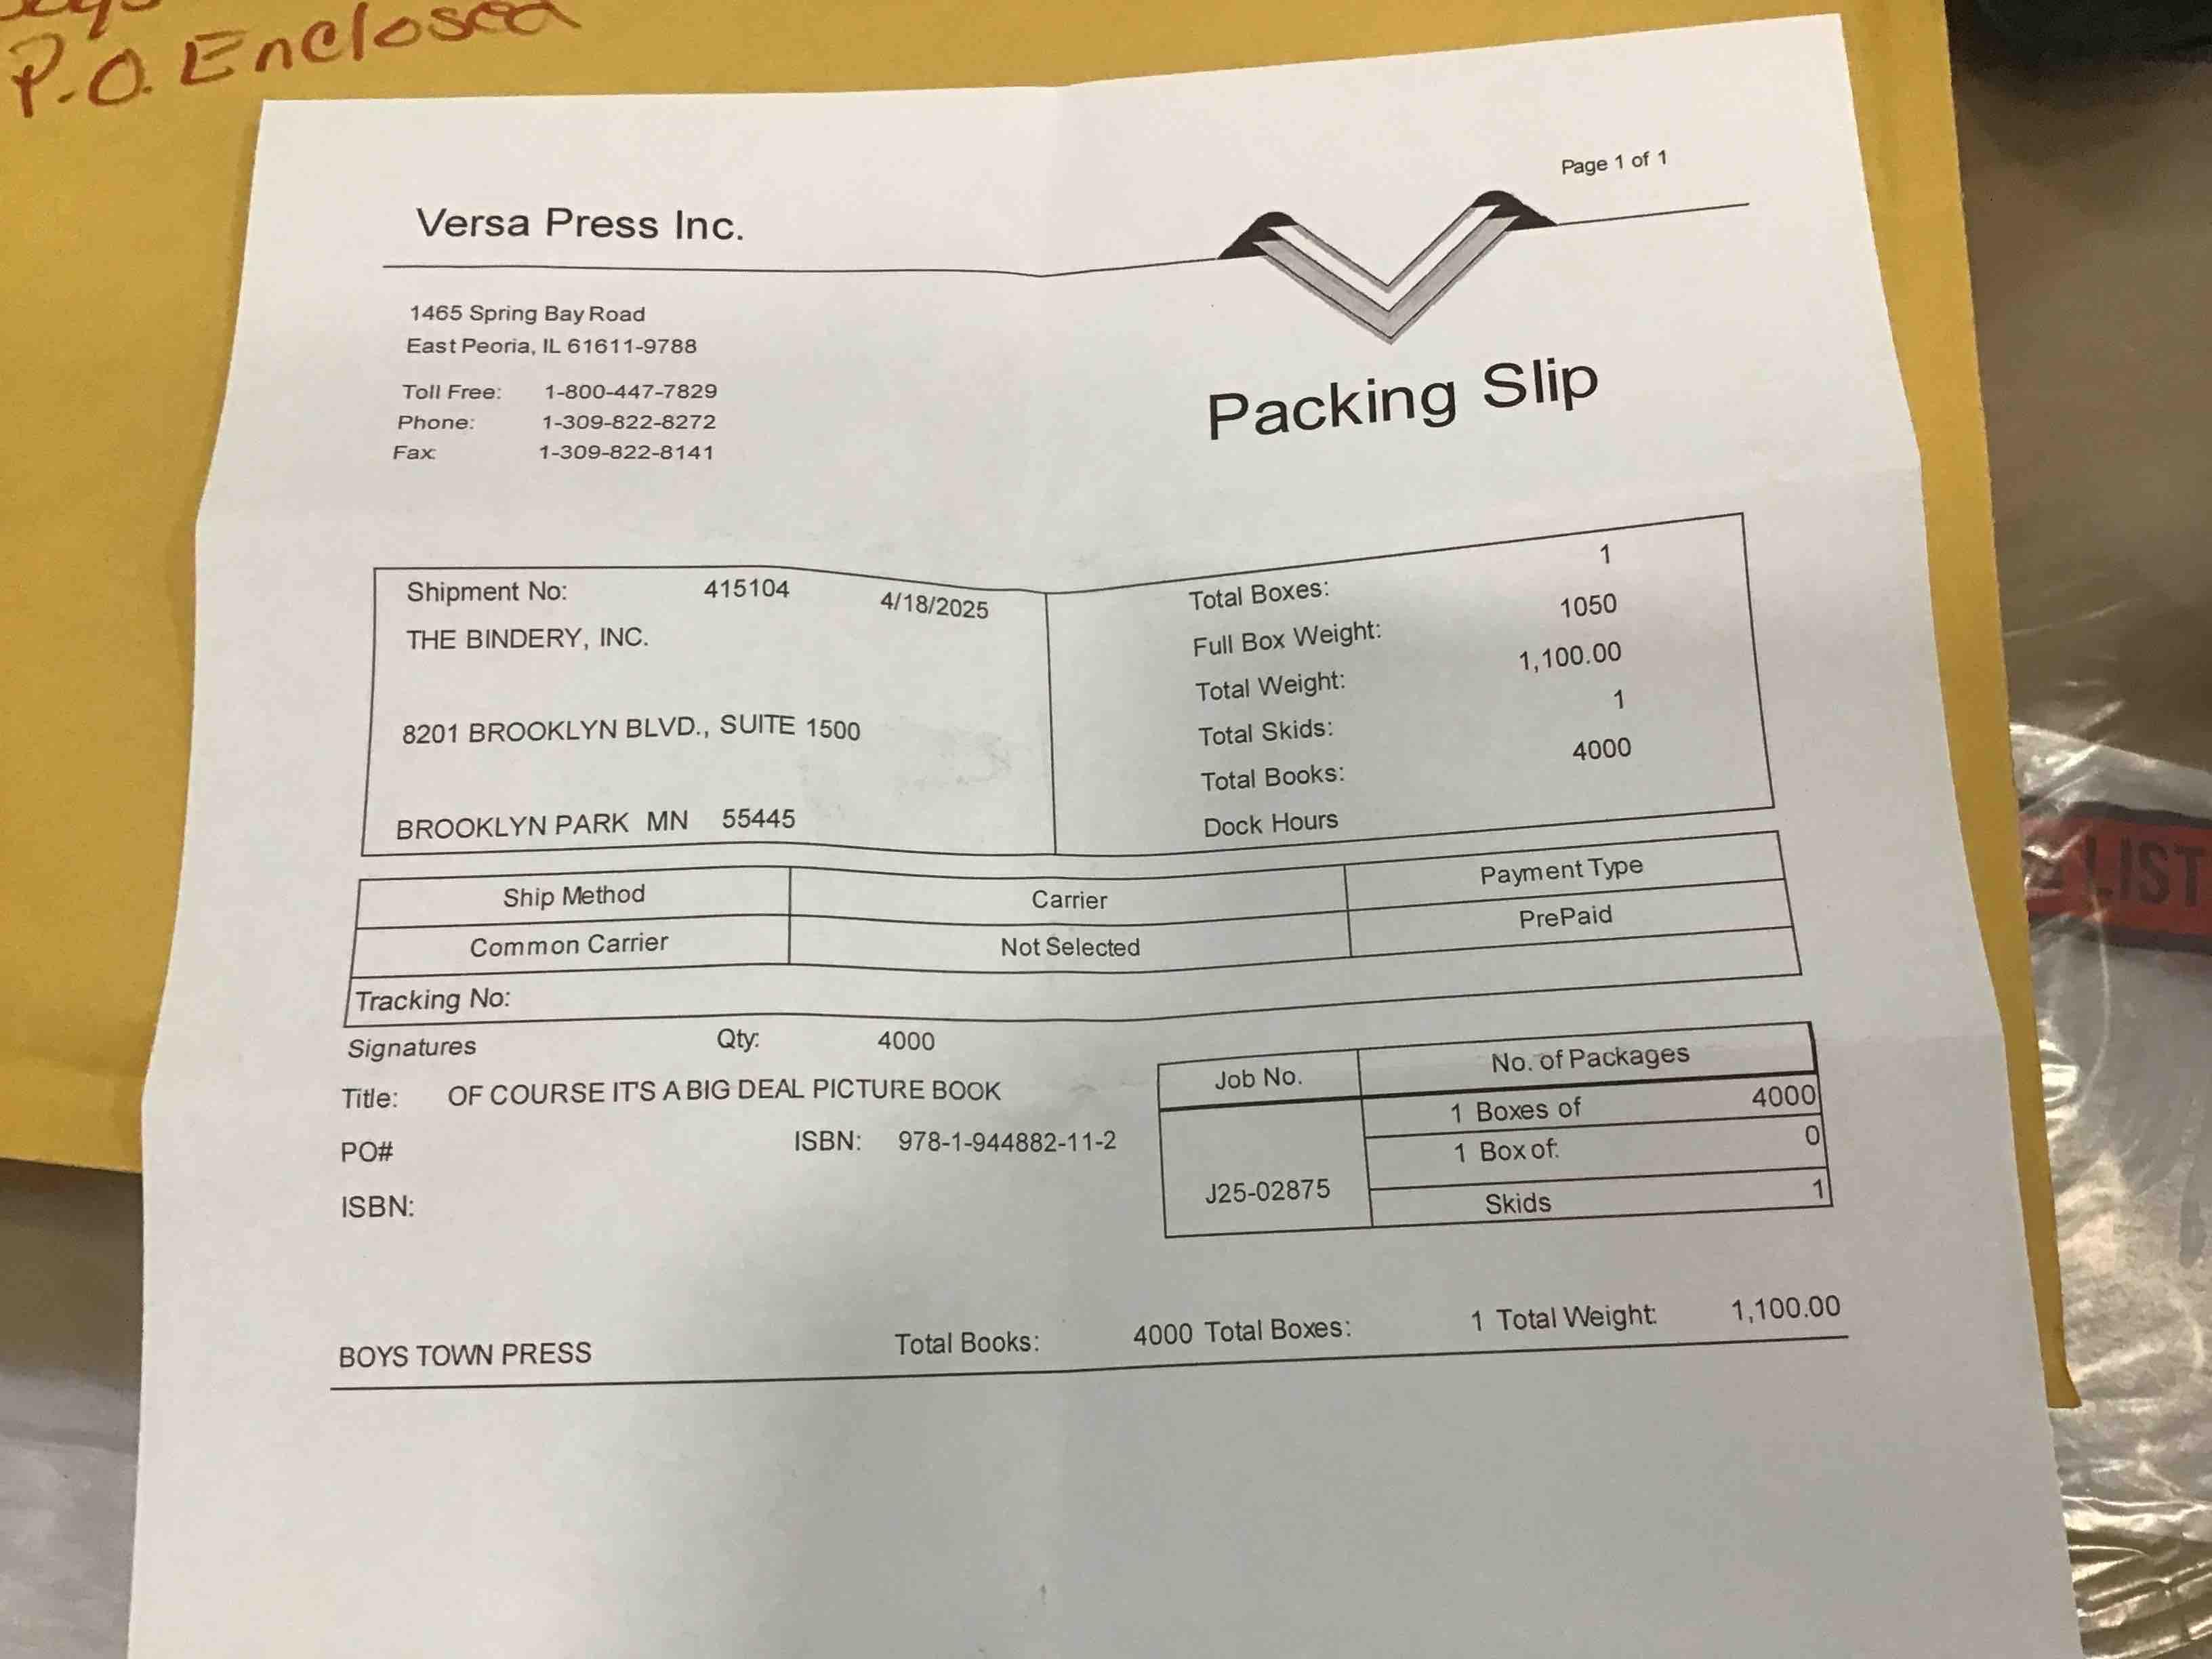 P.O. Enclosed
Page 1 of 1
Versa Press Inc.
1465 Spring Bay Road
East Peoria, IL 61611-9788
Toll Free: 1-800-447-7829
Phone: 1-309-822-8272
Fax: 1-309-822-8141
Packing Slip
Shipment No: 415104 4/18/2025
THE BINDERY, INC.
8201 BROOKLYN BLVD., SUITE 1500
BROOKLYN PARK MN 55445
Total Boxes: 1
Full Box Weight: 1050
Total Weight: 1,100.00
Total Skids: 1
Total Books: 4000
Dock Hours
Ship Method Carrier Payment Type
Common Carrier Not Selected PrePaid
Tracking No:
Signatures Qty: 4000
Title: OF COURSE IT'S A BIG DEAL PICTURE BOOK
PO# ISBN: 978-1-944882-11-2
ISBN:
Job No. No. of Packages
1 Boxes of 4000
1 Box of: 0
J25-02875
Skids 1
BOYS TOWN PRESS Total Books: 4000 Total Boxes: 1 Total Weight: 1,100.00
LIST